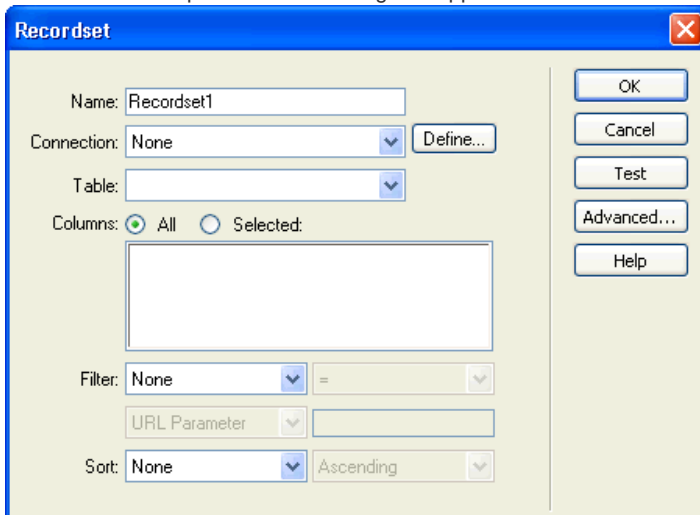 Recordset
Name: Recordset1
Connection: None Define...
Table:
Columns: All Selected:
Filter: None =
URL Parameter
Sort: None Ascending
OK
Cancel
Test
Advanced...
Help